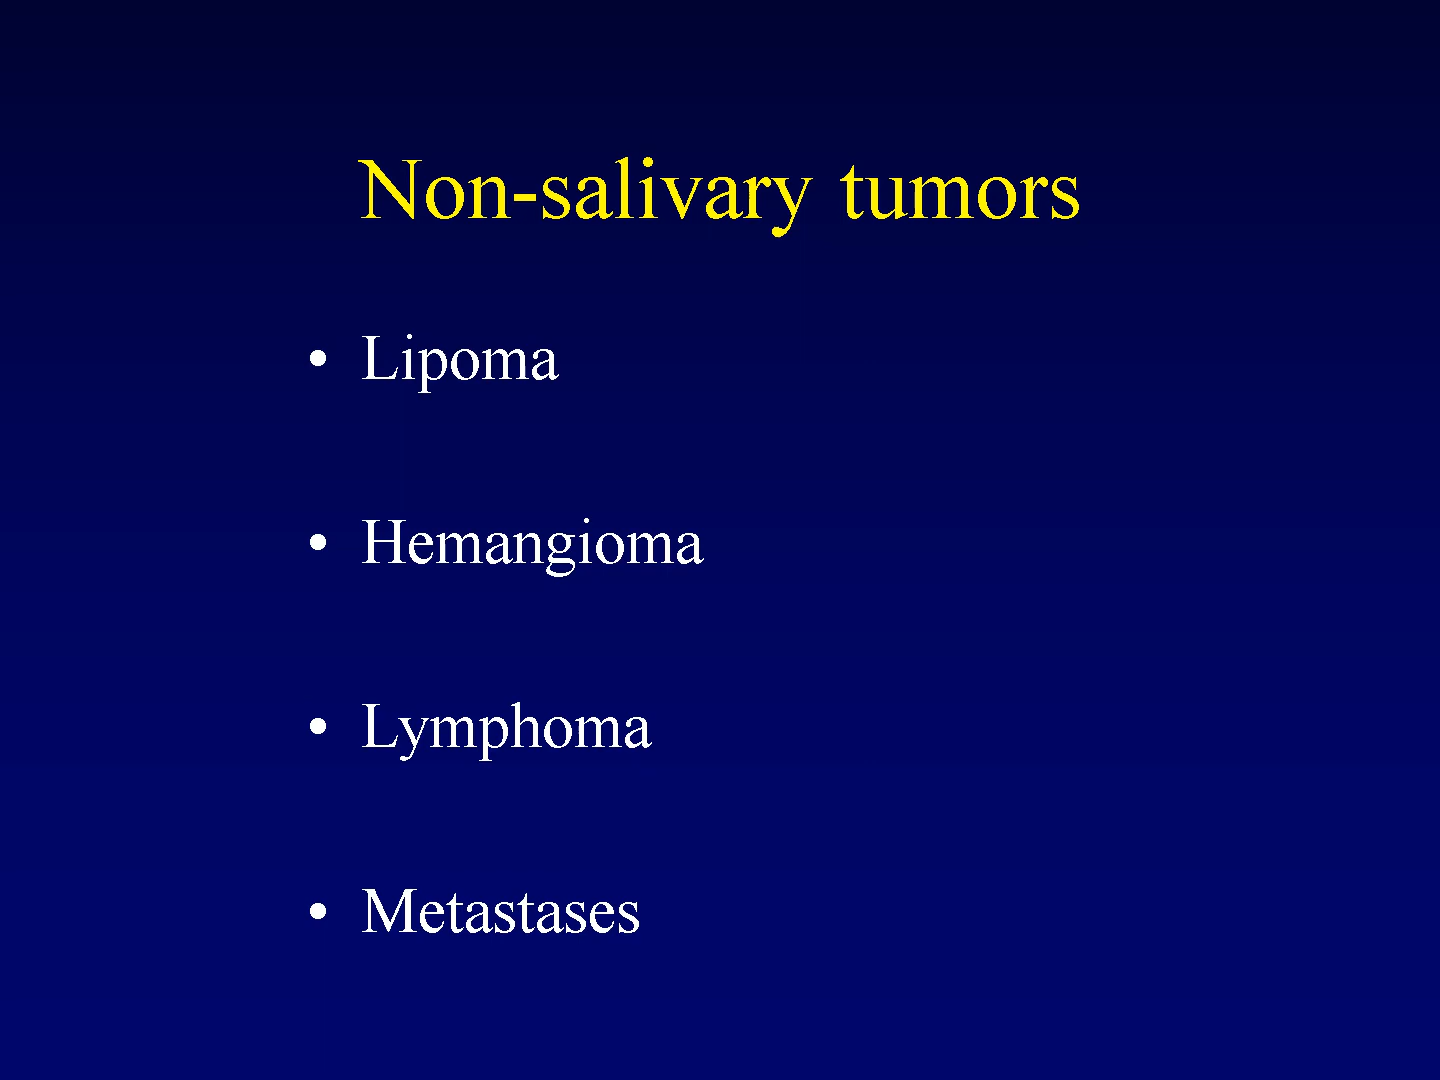 Non-salivary tumors
• Lipoma
• Hemangioma
• Lymphoma
• Metastases